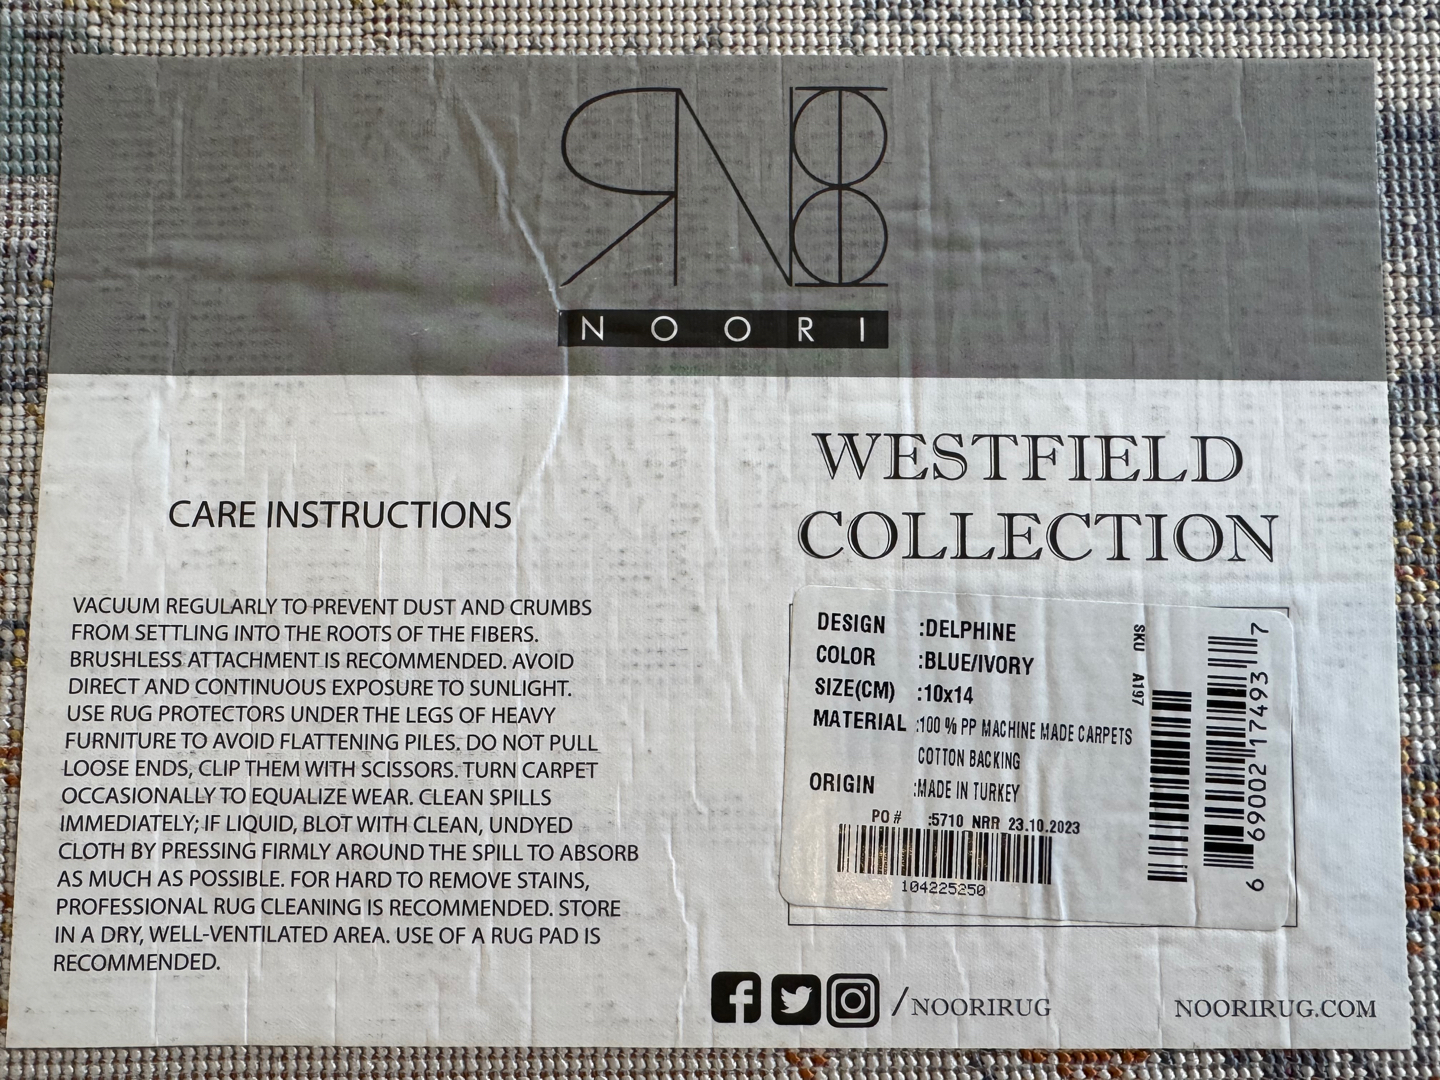 NOORI
WESTFIELD
COLLECTION
CARE INSTRUCTIONS
VACUUM REGULARLY TO PREVENT DUST AND CRUMBS
FROM SETTLING INTO THE ROOTS OF THE FIBERS.
BRUSHLESS ATTACHMENT IS RECOMMENDED. AVOID
DIRECT AND CONTINUOUS EXPOSURE TO SUNLIGHT.
USE RUG PROTECTORS UNDER THE LEGS OF HEAVY
FURNITURE TO AVOID FLATTENING PILES. DO NOT PULL
LOOSE ENDS, CLIP THEM WITH SCISSORS. TURN CARPET
OCCASIONALLY TO EQUALIZE WEAR. CLEAN SPILLS
IMMEDIATELY; IF LIQUID, BLOT WITH CLEAN, UNDYED
CLOTH BY PRESSING FIRMLY AROUND THE SPILL TO ABSORB
AS MUCH AS POSSIBLE. FOR HARD TO REMOVE STAINS,
PROFESSIONAL RUG CLEANING IS RECOMMENDED. STORE
IN A DRY, WELL-VENTILATED AREA. USE OF A RUG PAD IS
RECOMMENDED.
DESIGN :DELPHINE
COLOR :BLUE/IVORY
SIZE(CM) :10x14
MATERIAL :100 % PP MACHINE MADE CARPETS
COTTON BACKING
ORIGIN :MADE IN TURKEY
PO # :5710 NRR 23.10.2023
104225250
SKU A197
6 69002 17493 7
/NOORIRUG
NOORIRUG.COM